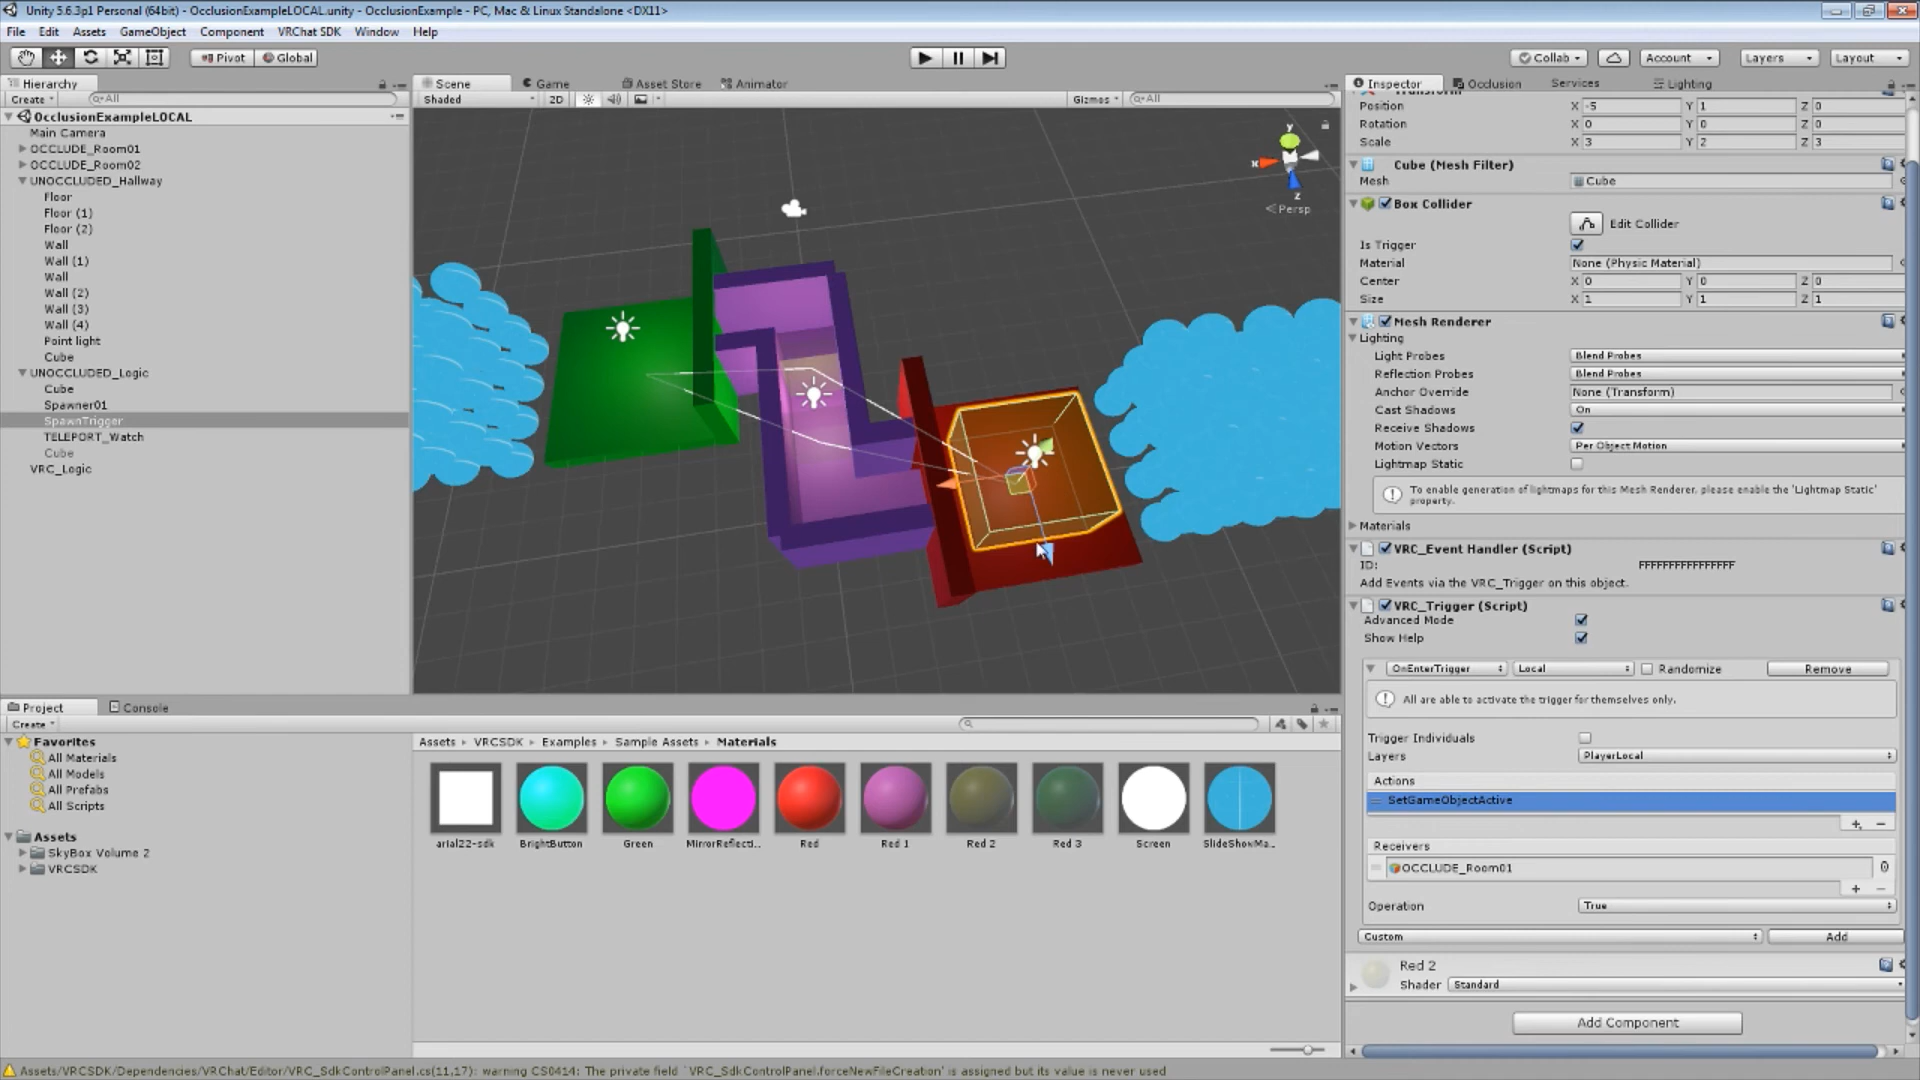 Unity 5.6.3p1 Personal (64bit) - OcclusionExampleLOCAL.unity - OcclusionExample - PC, Mac & Linux Standalone <DX11>
File Edit Assets GameObject Component VRChat SDK Window Help
Pivot Global Collab Account Layers Layout
Hierarchy
Create All
OcclusionExampleLOCAL
Main Camera
OCCLUDE_Room01
OCCLUDE_Room02
UNOCCLUDED_Hallway
Floor
Floor (1)
Floor (2)
Wall
Wall (1)
Wall
Wall (2)
Wall (3)
Wall (4)
Point light
Cube
UNOCCLUDED_Logic
Cube
Spawner01
SpawnTrigger
TELEPORT_Watch
Cube
VRC_Logic
Scene Game Asset Store Animator
Shaded 2D Gizmos All
y
x
z
Persp
Inspector Occlusion Services Lighting
Position X -5 Y 1 Z 0
Rotation X 0 Y 0 Z 0
Scale X 3 Y 2 Z 3
Cube (Mesh Filter)
Mesh Cube
Box Collider
Edit Collider
Is Trigger
Material None (Physic Material)
Center X 0 Y 0 Z 0
Size X 1 Y 1 Z 1
Mesh Renderer
Lighting
Light Probes Blend Probes
Reflection Probes Blend Probes
Anchor Override None (Transform)
Cast Shadows On
Receive Shadows
Motion Vectors Per Object Motion
Lightmap Static
To enable generation of lightmaps for this Mesh Renderer, please enable the 'Lightmap Static'
property.
Materials
VRC_Event Handler (Script)
ID: FFFFFFFFFFFFFFFF
Add Events via the VRC_Trigger on this object.
VRC_Trigger (Script)
Advanced Mode
Show Help
OnEnterTrigger Local Randomize Remove
All are able to activate the trigger for themselves only.
Trigger Individuals
Layers PlayerLocal
Actions
SetGameObjectActive
+ -
Receivers
OCCLUDE_Room01
+ -
Operation True
Custom Add
Red 2
Shader Standard
Add Component
Project Console
Create
Favorites
All Materials
All Models
All Prefabs
All Scripts
Assets
SkyBox Volume 2
VRCSDK
Assets VRCSDK Examples Sample Assets Materials
arial22-sdk BrightButton Green MirrorReflecti... Red Red 1 Red 2 Red 3 Screen SlideShowMa...
Assets/VRCSDK/Dependencies/VRChat/Editor/VRC_SdkControlPanel.cs(11,17): warning CS0414: The private field `VRC_SdkControlPanel.forceNewFileCreation' is assigned but its value is never used